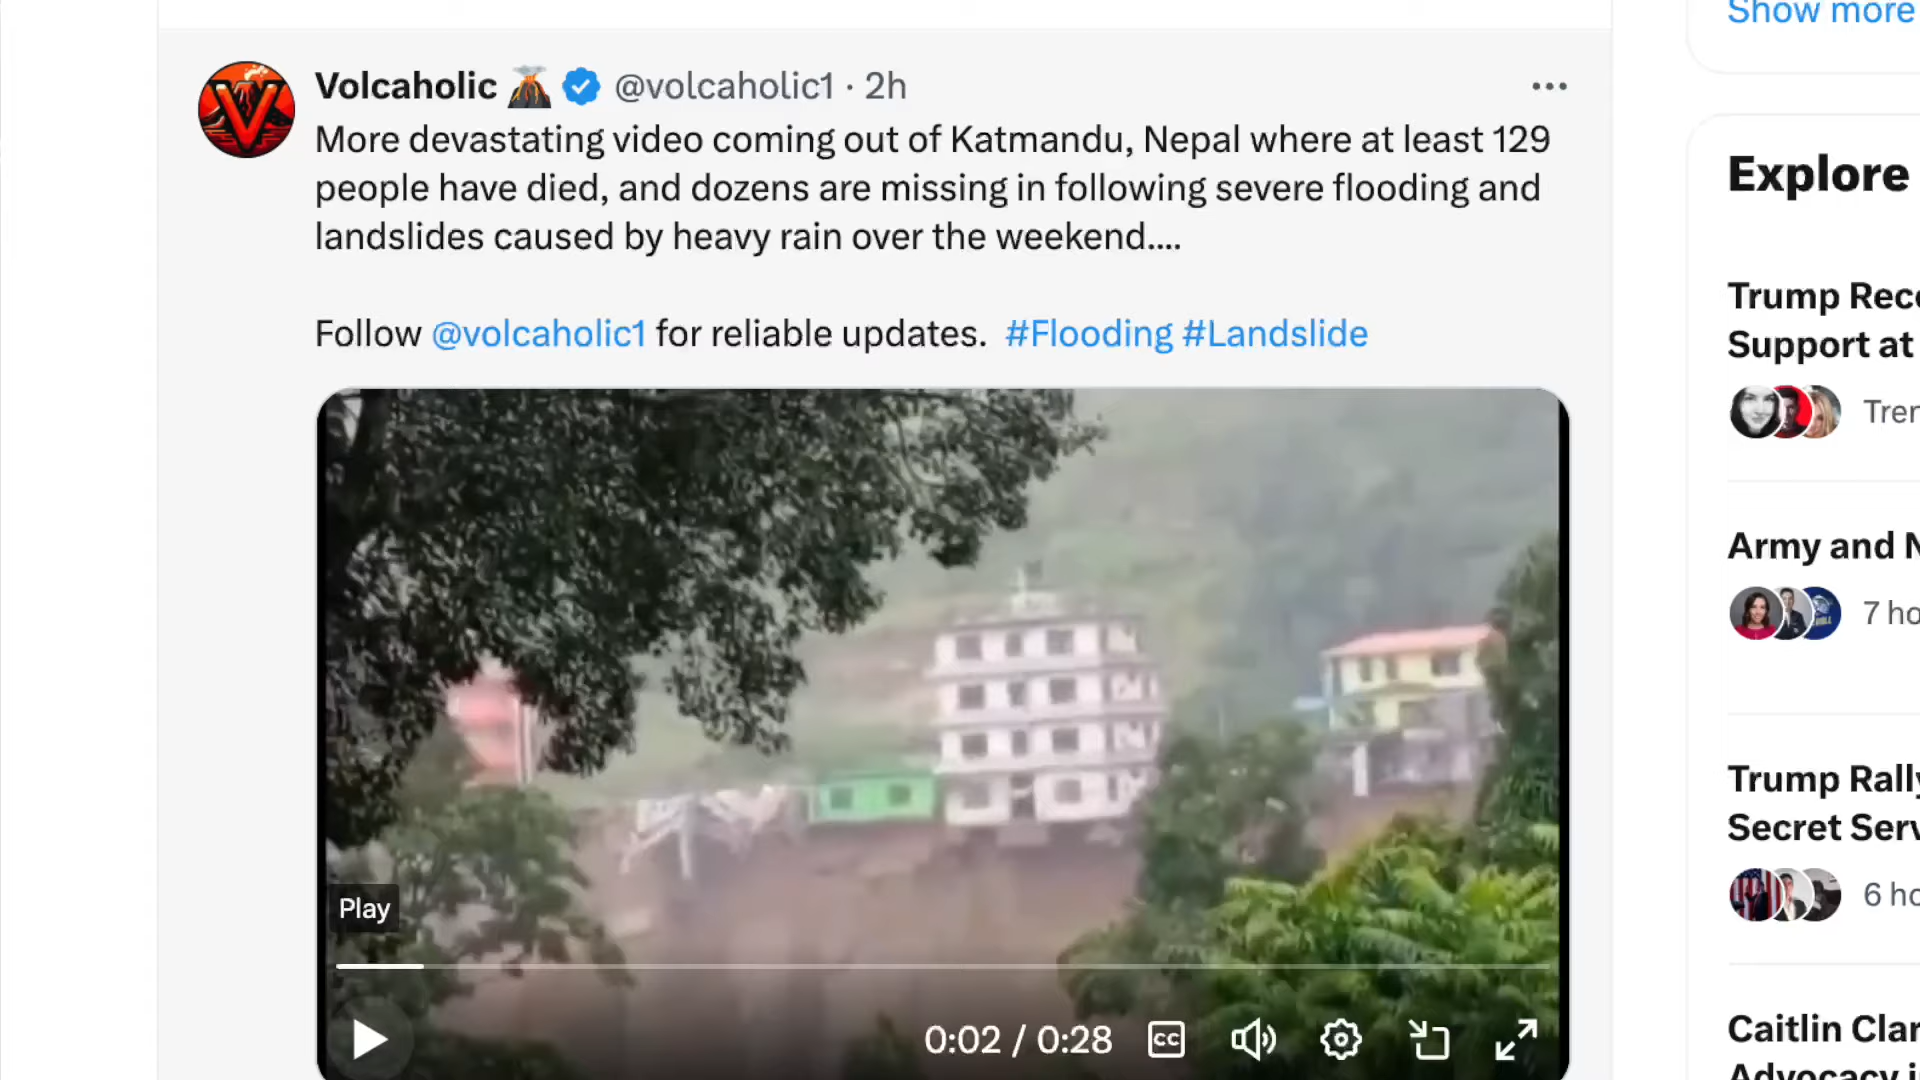 Show more
Volcaholic @volcaholic1 · 2h
More devastating video coming out of Katmandu, Nepal where at least 129
people have died, and dozens are missing in following severe flooding and
landslides caused by heavy rain over the weekend....
Follow @volcaholic1 for reliable updates. #Flooding #Landslide
Play
0:02 / 0:28
CC
Explore
Trump Rec
Support at
Tren
Army and
7 ho
Trump Rally
Secret Serv
6 ho
Caitlin Clar
Advocacy i